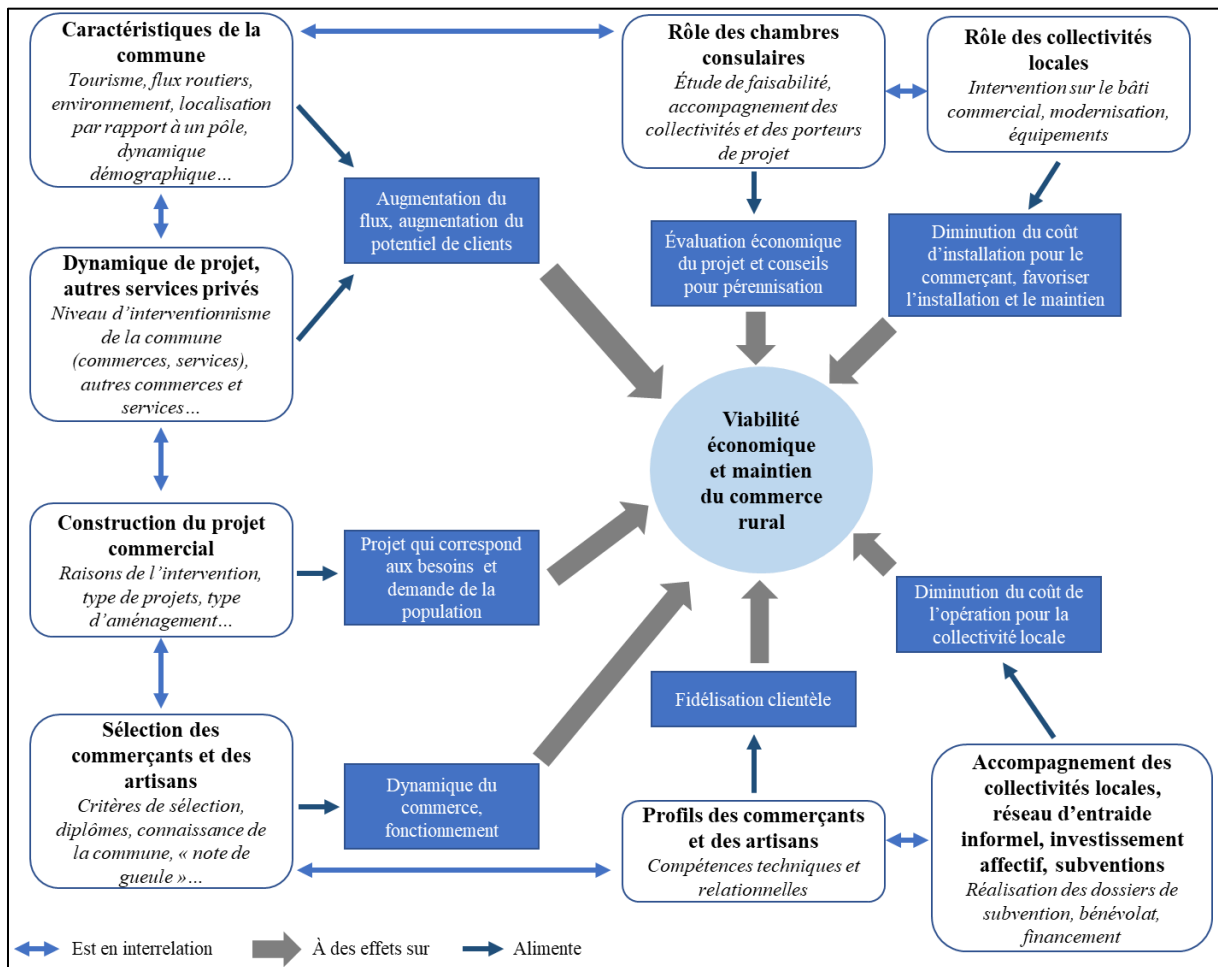 Caractéristiques de la
commune
Tourisme, flux routiers,
environnement, localisation
par rapport à un pôle,
dynamique
démographique…
Rôle des chambres
consulaires
Étude de faisabilité,
accompagnement des
collectivités et des porteurs
de projet
Rôle des collectivités
locales
Intervention sur le bâti
commercial, modernisation,
équipements
Augmentation du
flux, augmentation du
potentiel de clients
Évaluation économique
du projet et conseils
pour pérennisation
Diminution du coût
d’installation pour le
commerçant, favoriser
l’installation et le maintien
Dynamique de projet,
autres services privés
Niveau d’interventionnisme
de la commune
(commerces, services),
autres commerces et
services…
Viabilité
économique
et maintien
du commerce
rural
Construction du projet
commercial
Raisons de l’intervention,
type de projets, type
d’aménagement…
Projet qui correspond
aux besoins et
demande de la
population
Diminution du coût de
l’opération pour la
collectivité locale
Fidélisation clientèle
Sélection des
commerçants et des
artisans
Critères de sélection,
diplômes, connaissance de
la commune, « note de
gueule »…
Dynamique du
commerce,
fonctionnement
Profils des commerçants
et des artisans
Compétences techniques et
relationnelles
Accompagnement des
collectivités locales,
réseau d’entraide
informel, investissement
affectif, subventions
Réalisation des dossiers de
subvention, bénévolat,
financement
Est en interrelation
À des effets sur
Alimente